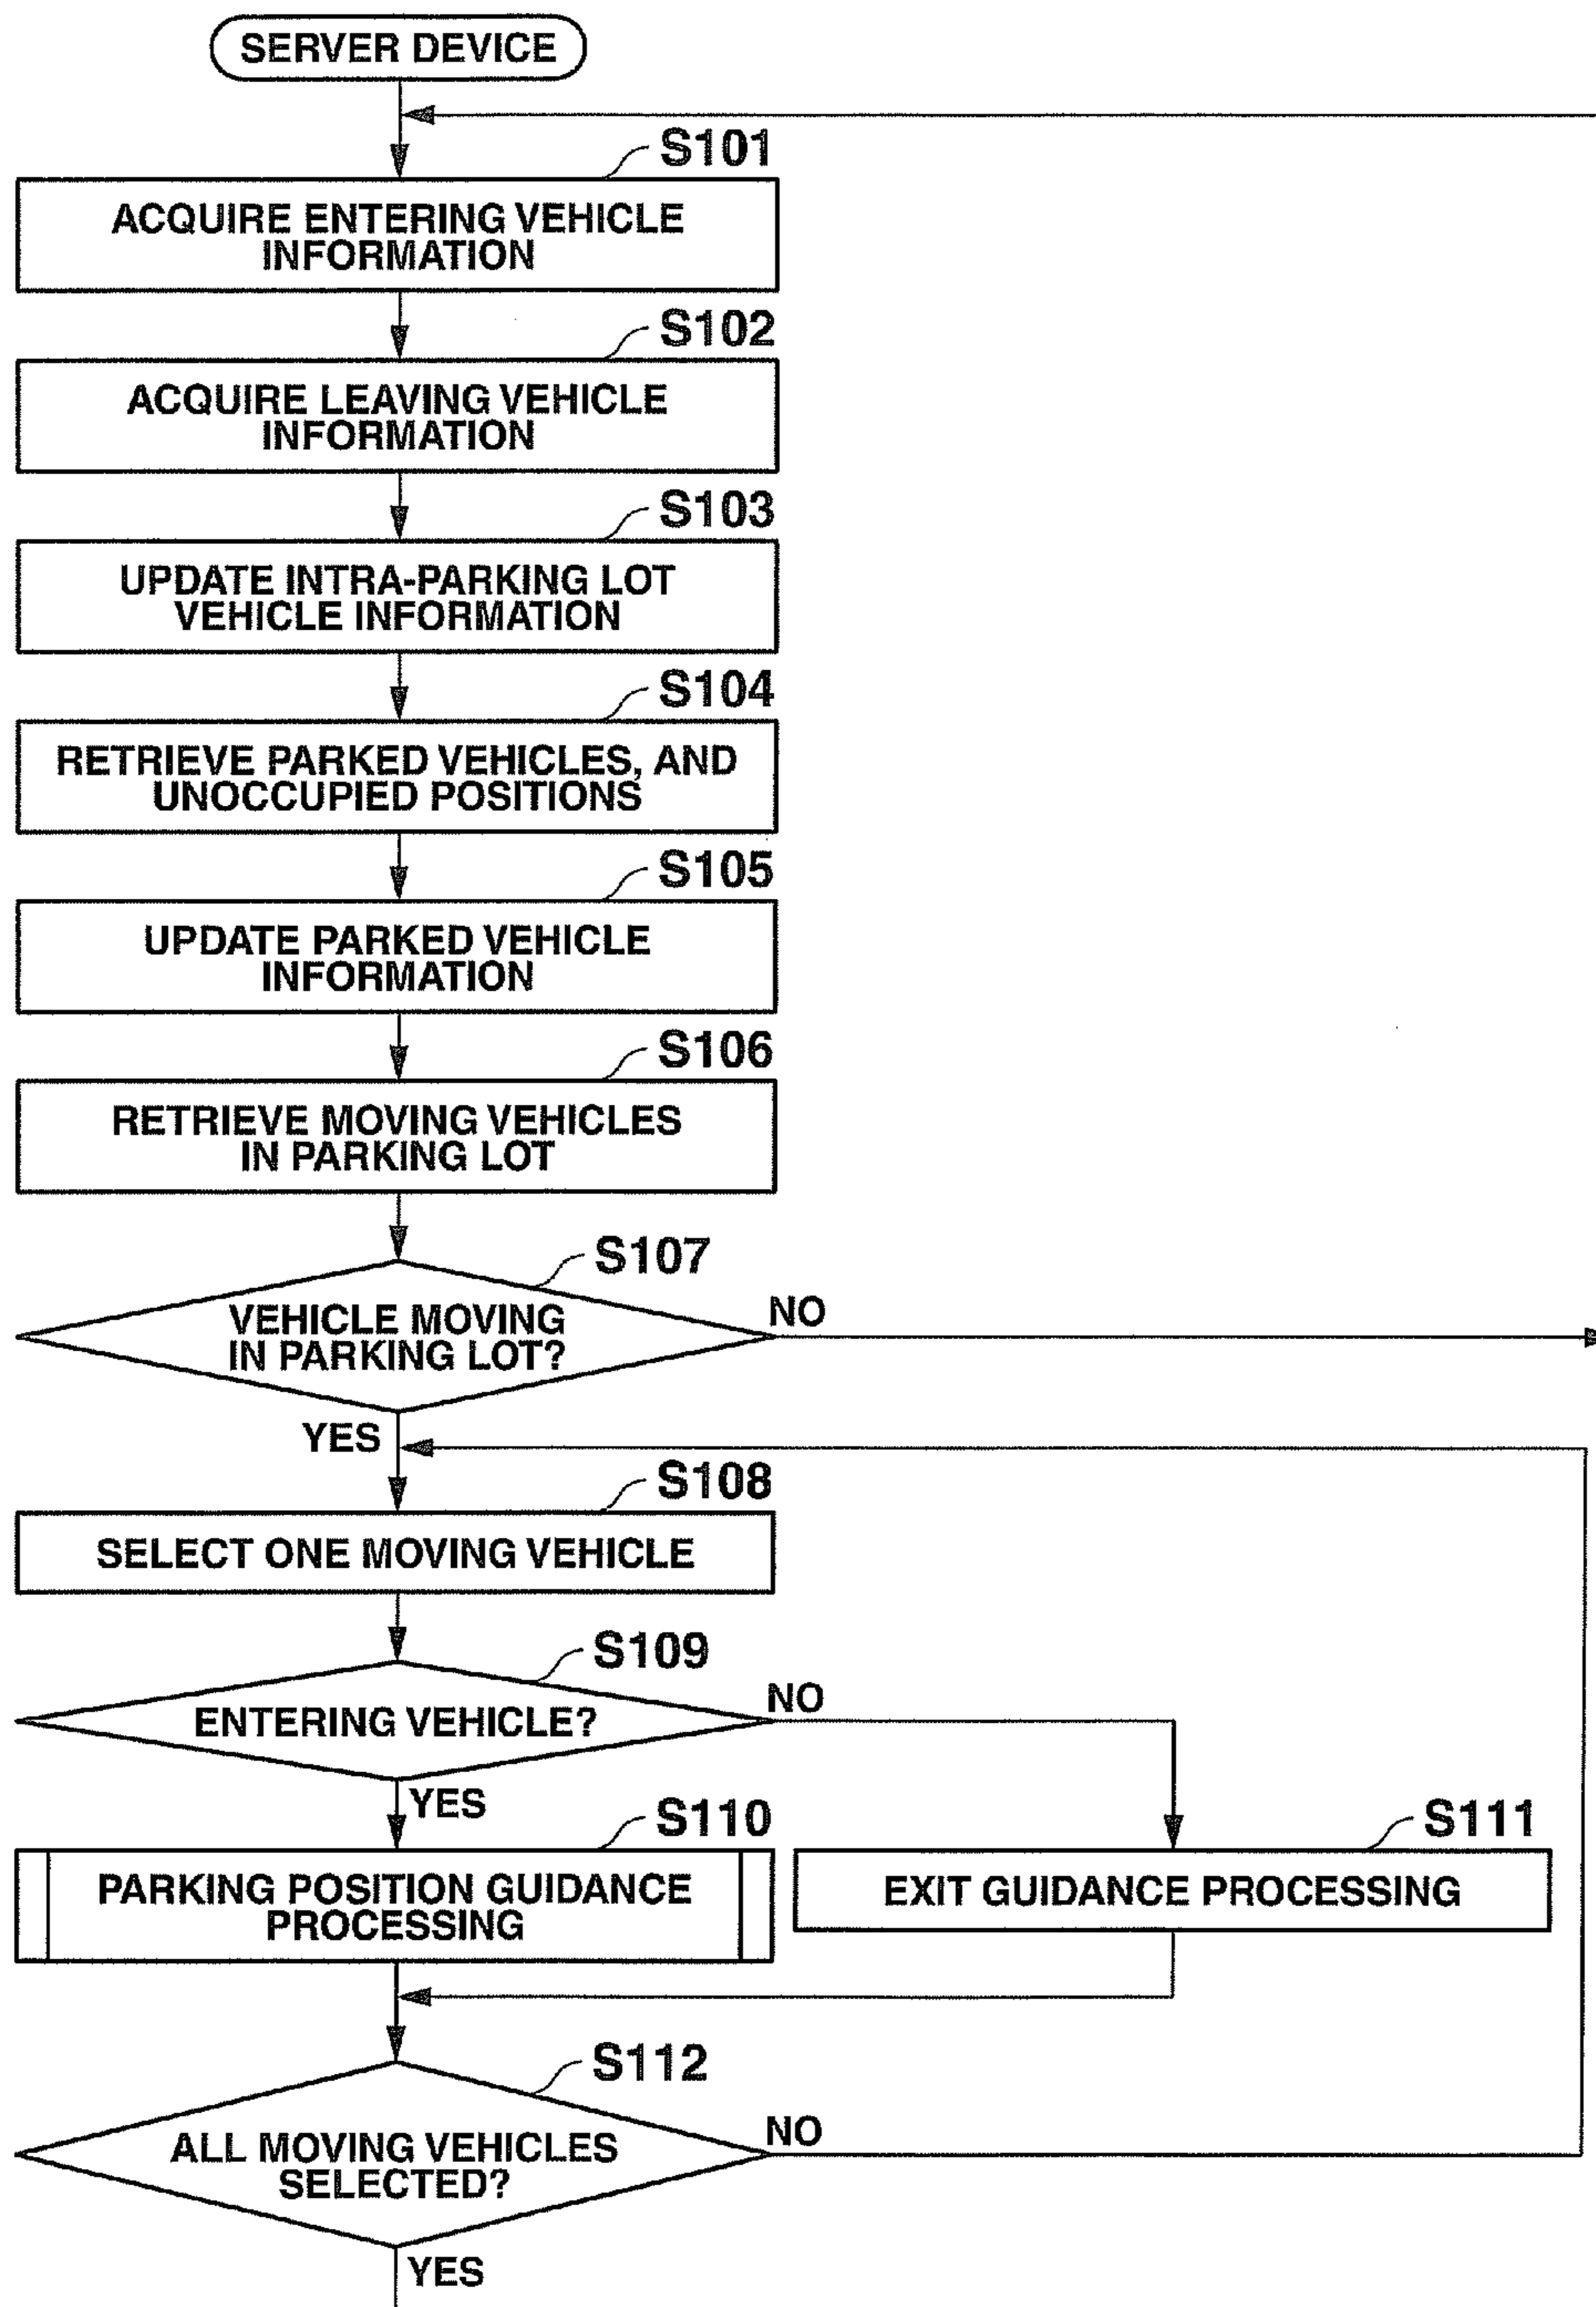 SERVER DEVICE
S101
ACQUIRE ENTERING VEHICLE
INFORMATION
S102
ACQUIRE LEAVING VEHICLE
INFORMATION
S103
UPDATE INTRA-PARKING LOT
VEHICLE INFORMATION
S104
RETRIEVE PARKED VEHICLES, AND
UNOCCUPIED POSITIONS
S105
UPDATE PARKED VEHICLE
INFORMATION
S106
RETRIEVE MOVING VEHICLES
IN PARKING LOT
S107
VEHICLE MOVING
IN PARKING LOT?
NO
YES
S108
SELECT ONE MOVING VEHICLE
S109
ENTERING VEHICLE?
NO
YES
S110
PARKING POSITION GUIDANCE
PROCESSING
S111
EXIT GUIDANCE PROCESSING
S112
ALL MOVING VEHICLES
SELECTED?
NO
YES